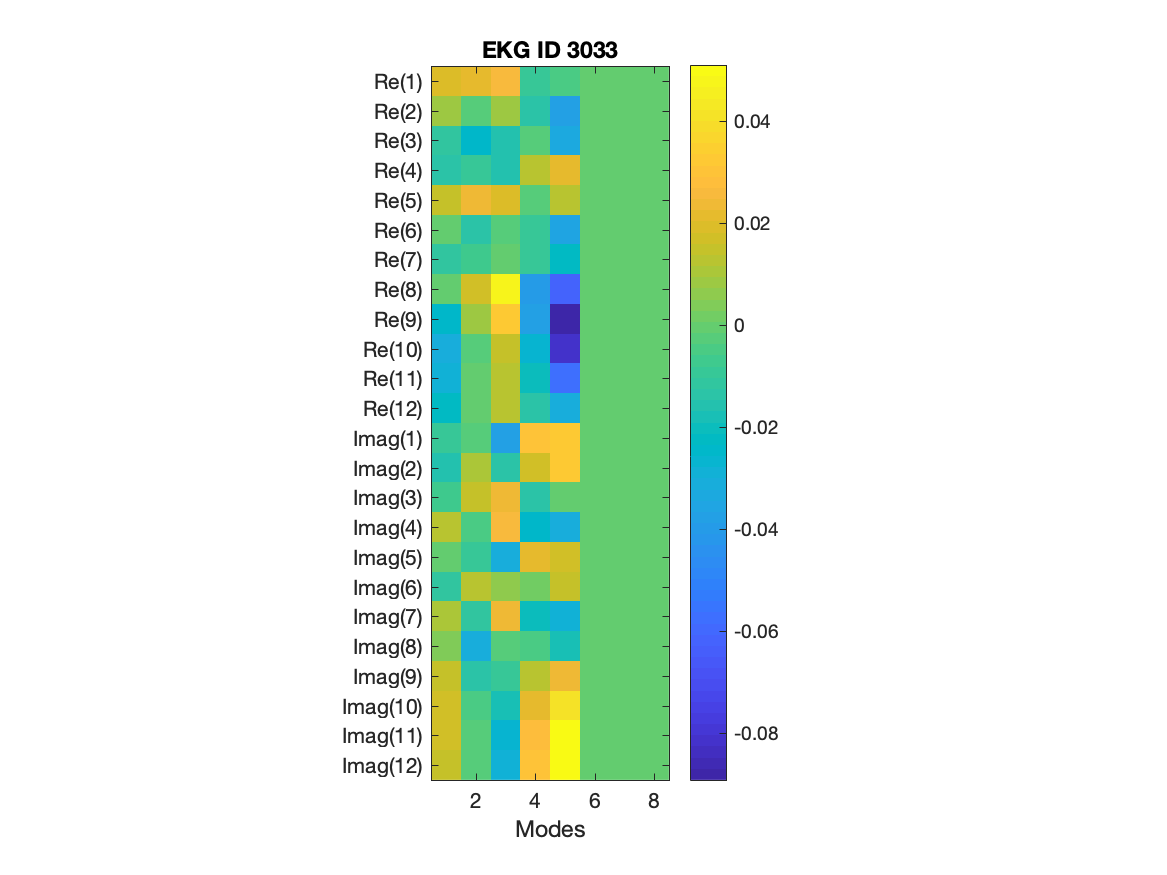 EKG ID 3033
Re(1)
Re(2)
Re(3)
Re(4)
Re(5)
Re(6)
Re(7)
Re(8)
Re(9)
Re(10)
Re(11)
Re(12)
Imag(1)
Imag(2)
Imag(3)
Imag(4)
Imag(5)
Imag(6)
Imag(7)
Imag(8)
Imag(9)
Imag(10)
Imag(11)
Imag(12)
2 4 6 8
Modes
0.04
0.02
0
-0.02
-0.04
-0.06
-0.08